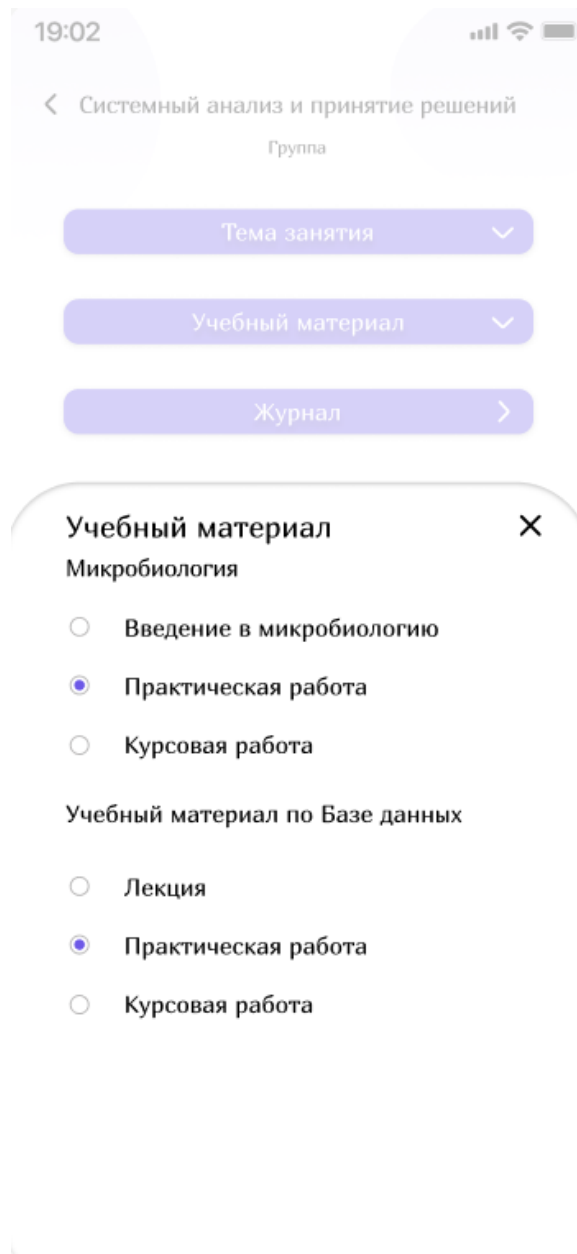 19:02
Системный анализ и принятие решений
Группа
Тема занятия
Учебный материал
Журнал
Учебный материал
Микробиология
Введение в микробиологию
Практическая работа
Курсовая работа
Учебный материал по Базе данных
Лекция
Практическая работа
Курсовая работа